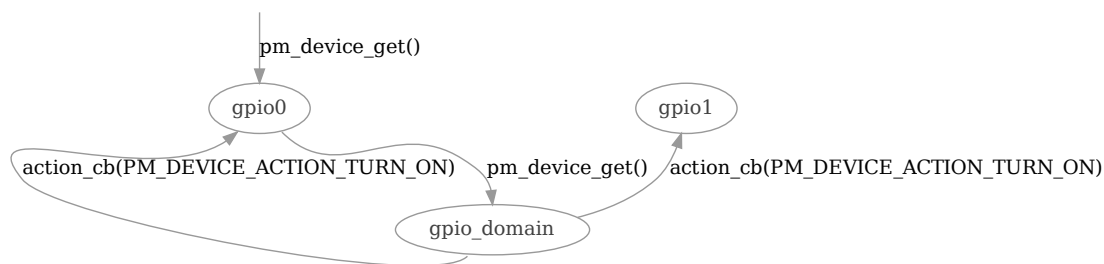 pm_device_get()
gpio0
gpio1
action_cb(PM_DEVICE_ACTION_TURN_ON)
pm_device_get()
action_cb(PM_DEVICE_ACTION_TURN_ON)
gpio_domain